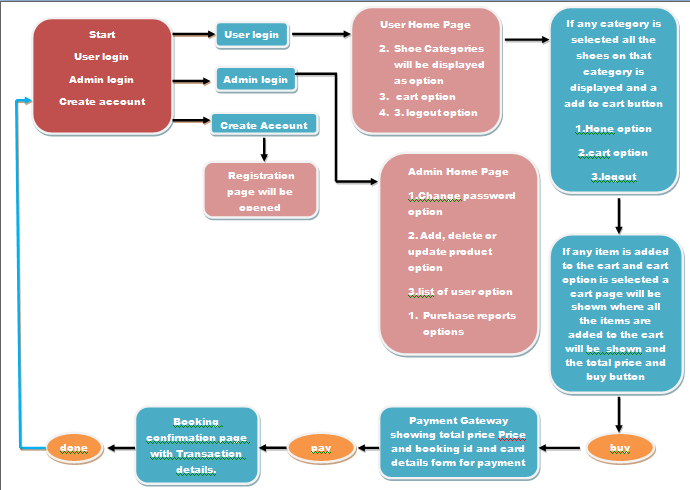 Start
User login
Admin login
Create account
User login
Admin login
Create Account
Registration
page will be
opened
User Home Page
2. Shoe Categories
will be displayed
as option
3. cart option
4. 3.logout option
Admin Home Page
1.Change password
option
2. Add, delete or
update product
option
3.list of user option
1. Purchase reports
options
If any category is
selected all the
shoes on that
category is
displayed and a
add to cart button
1.Hone option
2.cart option
3.logout
If any item is added
to the cart and cart
option is selected a
cart page will be
shown where all
the items are
added to the cart
will be shown and
the total price and
buy button
buy
Payment Gateway
showing total price Price
and booking id and card
details form for payment
pay
Booking
confirmation page
with Transaction
details.
done